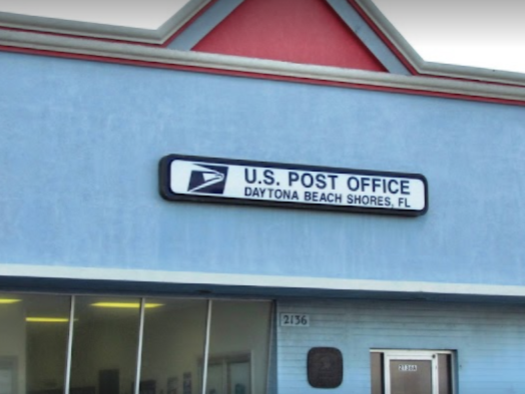 U.S. POST OFFICE
DAYTONA BEACH SHORES, FL
2136